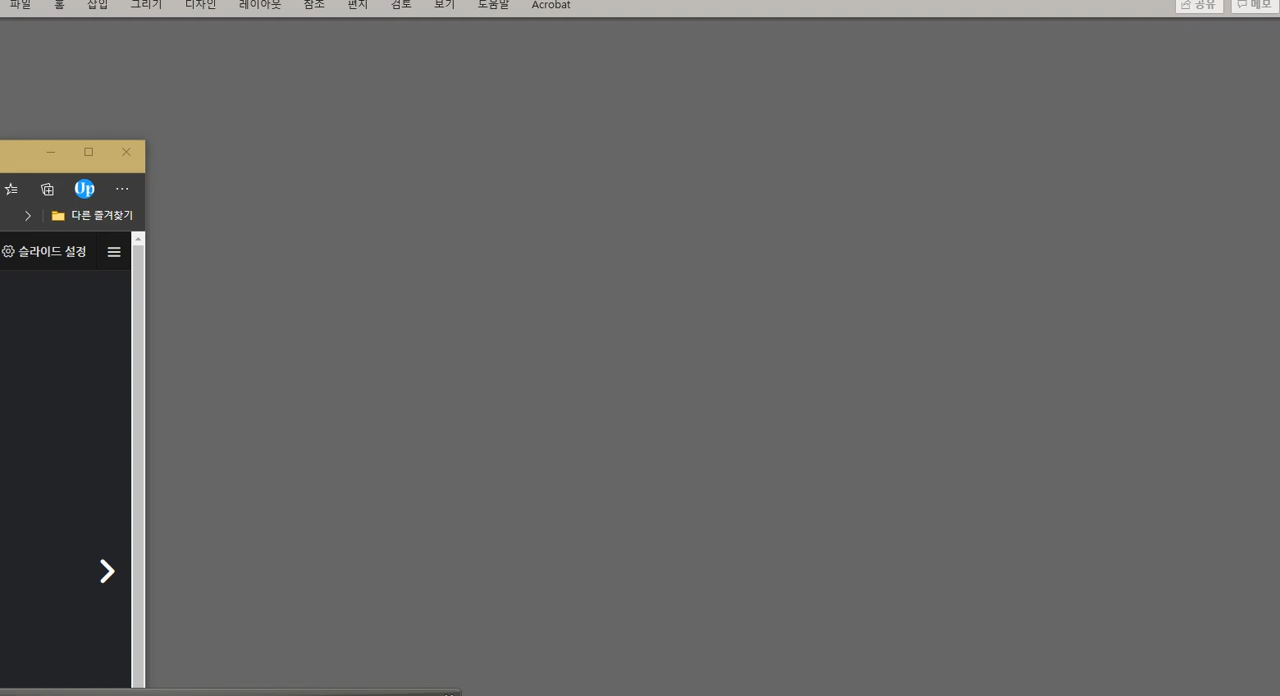 파일 홈 삽입 그리기 디자인 레이아웃 참조 편지 검토 보기 도움말 Acrobat 공유 메모
Up
다른 즐겨찾기
슬라이드 설정